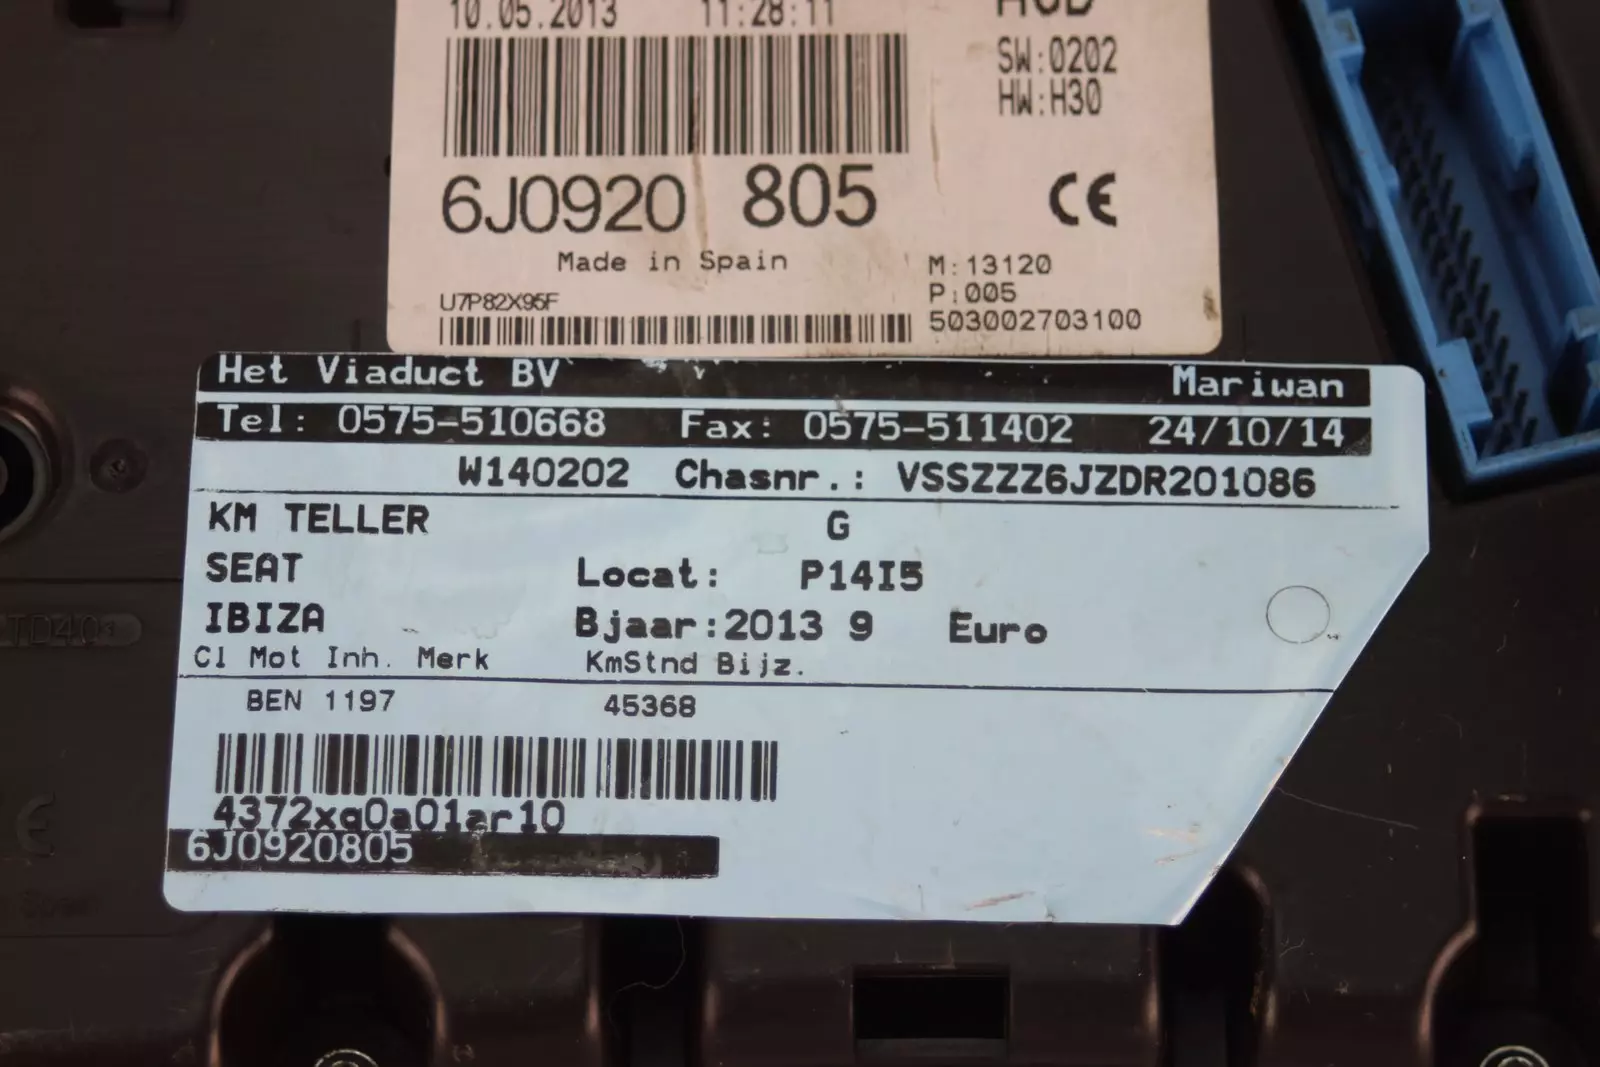 10.05.2013 11:28:11
SW:0202
HW:H30
6J0920 805 CE
Made in Spain
M:13120
P:005
U7P82X95F
503002703100
Het Viaduct BV Mariwan
Tel: 0575-510668 Fax: 0575-511402 24/10/14
W140202 Chasnr.: VSSZZZ6JZDR201086
KM TELLER G
SEAT Locat: P14I5
IBIZA Bjaar:2013 9 Euro
Cl Mot Inh. Merk KmStnd Bijz.
BEN 1197 45368
4372xq0a01ar10
6J0920805